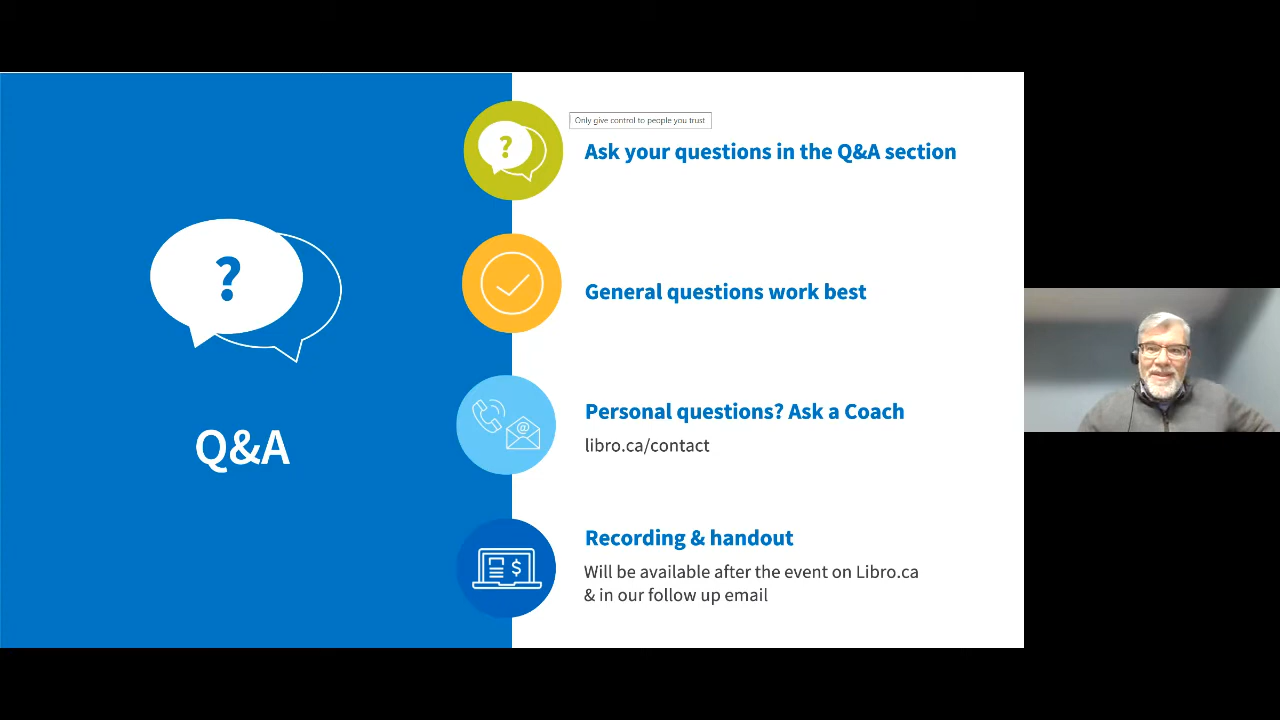 ?
Q&A
Only give control to people you trust
?
Ask your questions in the Q&A section
General questions work best
@
Personal questions? Ask a Coach
libro.ca/contact
$
Recording & handout
Will be available after the event on Libro.ca
& in our follow up email